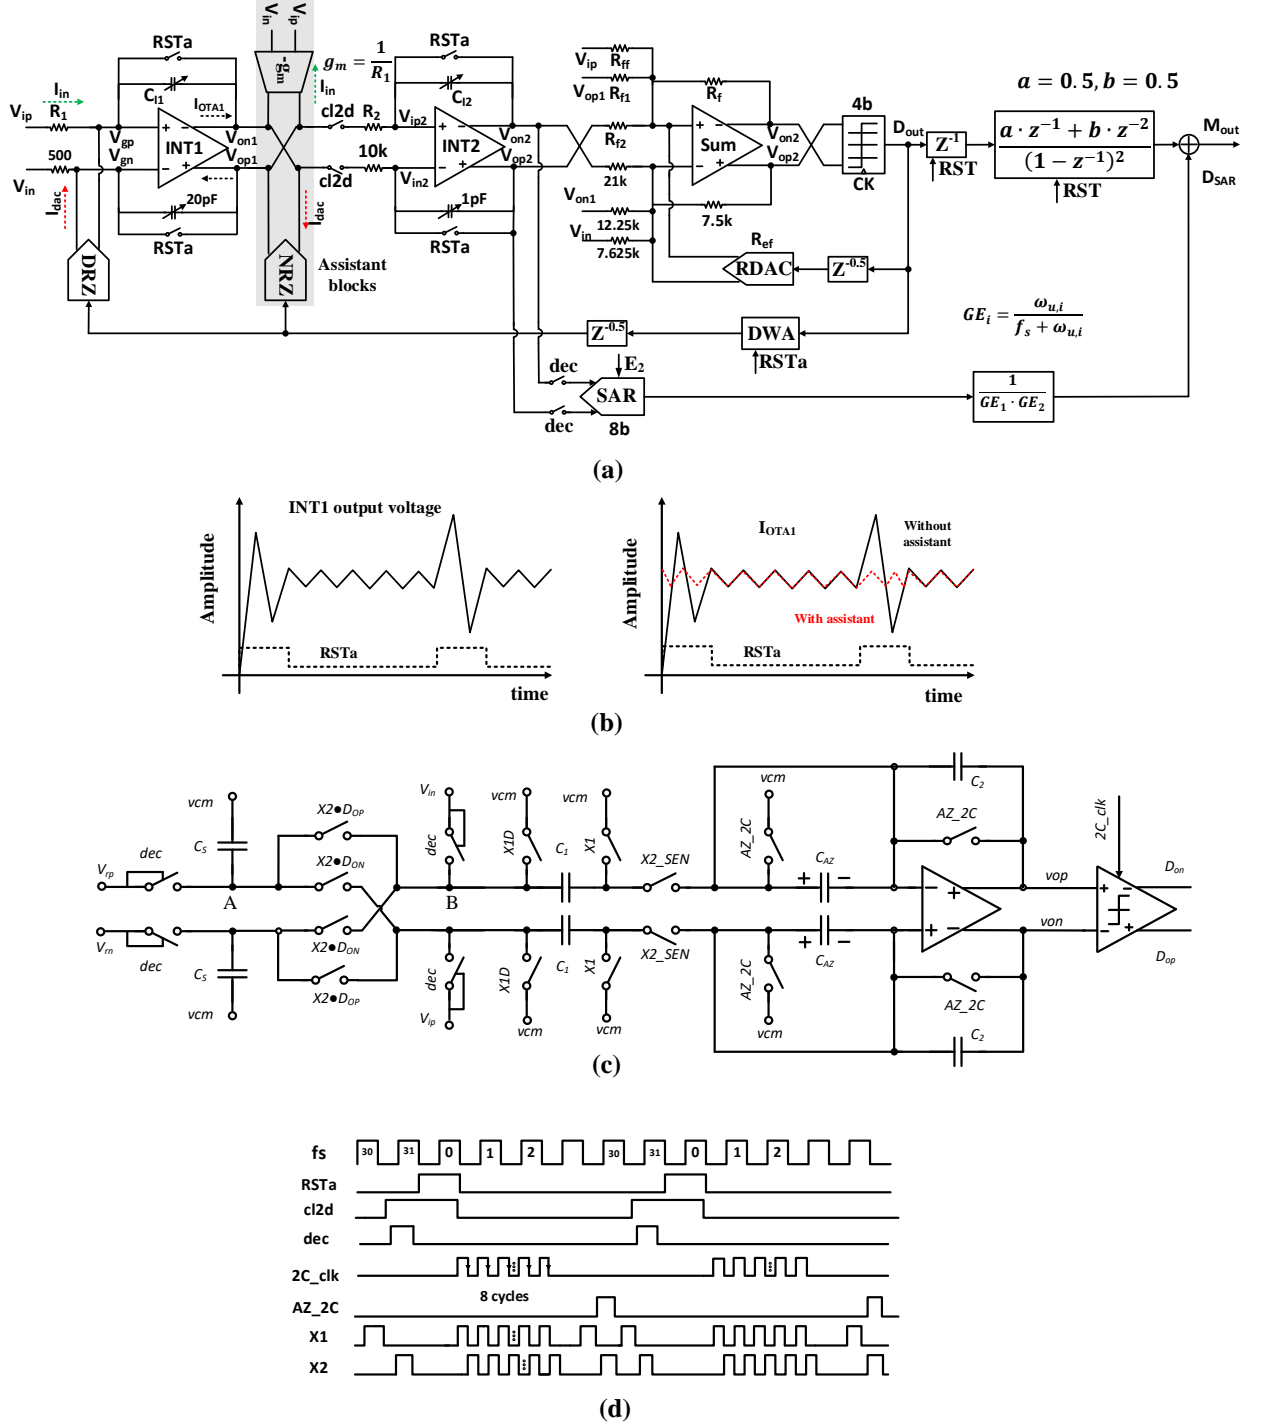 Vin Vip
RSTa
-gm
gm = 1/R1
Iin
RSTa
Vip
Rff
Vop1
Rf1
Rf
a = 0.5, b = 0.5
Iin
R1
CI1
IOTA1
Vip
Vgp
Vgn
INT1
Von1
Vop1
cl2d
R2
CI2
Vip2
INT2
Von2
Vop2
Rf2
Sum
Von2
Vop2
4b
CK
Dout
Z-1
RST
a · z−1 + b · z−2
(1 − z−1)2
RST
Mout
DSAR
500
Vin
Idac
20pF
RSTa
Idac
cl2d
10k
Vin2
1pF
RSTa
21k
Von1
12.25k
Vin
7.625k
7.5k
Ref
RDAC
Z-0.5
DRZ
NRZ
Assistant
blocks
GEi = ωu,i / (fs + ωu,i)
Z-0.5
DWA
RSTa
dec
E2
SAR
dec
8b
1
GE1 · GE2
(a)
INT1 output voltage
Amplitude
RSTa
time
IOTA1
Without
assistant
Amplitude
With assistant
RSTa
time
(b)
vcm
CS
X2●DOP
Vin
dec
vcm
X1D
vcm
C1
X1
X2_SEN
vcm
AZ_2C
CAZ
C2
AZ_2C
2C_clk
Vrp
dec
A
X2●DON
B
+ −
− +
vop
+ −
Don
Vrn
dec
CS
X2●DON
X2●DOP
vcm
dec
Vip
X1D
vcm
C1
X1
vcm
X2_SEN
AZ_2C
vcm
+ −
CAZ
+ −
von
AZ_2C
C2
− +
Dop
(c)
fs 30 31 0 1 2 30 31 0 1 2
RSTa
cl2d
dec
2C_clk
8 cycles
AZ_2C
X1
X2
(d)